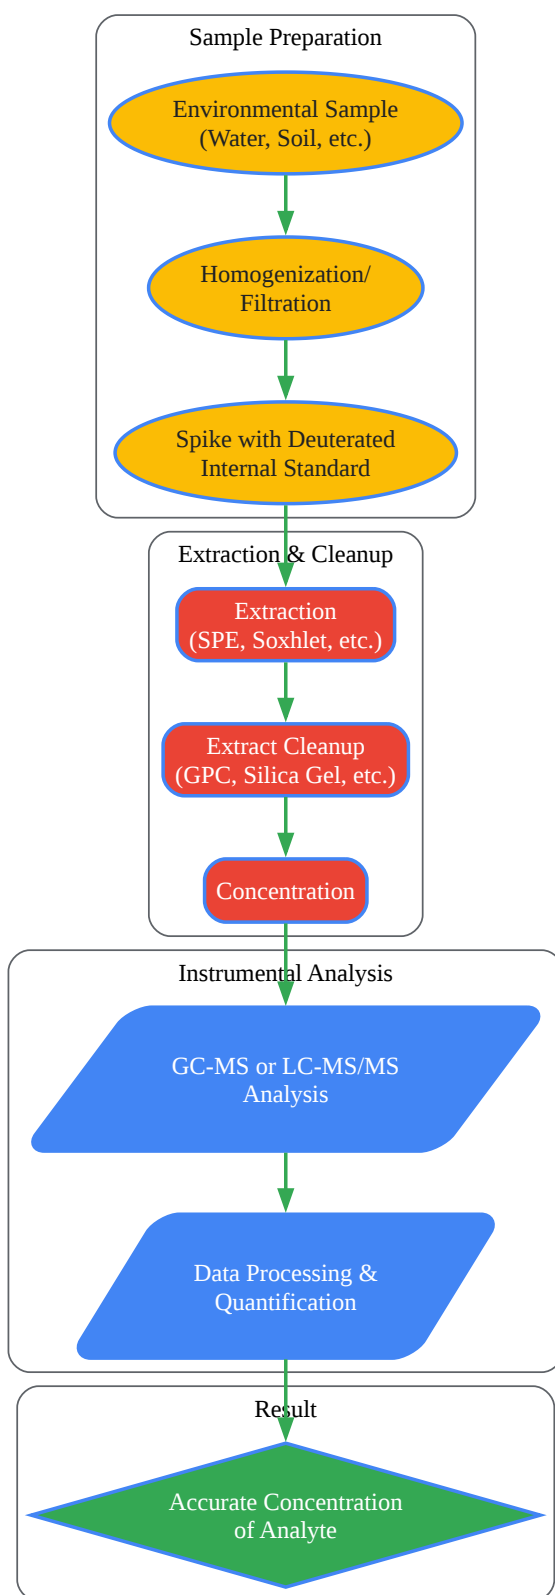 Sample Preparation
Environmental Sample
(Water, Soil, etc.)
Homogenization/
Filtration
Spike with Deuterated
Internal Standard
Extraction & Cleanup
Extraction
(SPE, Soxhlet, etc.)
Extract Cleanup
(GPC, Silica Gel, etc.)
Concentration
Instrumental Analysis
GC-MS or LC-MS/MS
Analysis
Data Processing &
Quantification
Result
Accurate Concentration
of Analyte